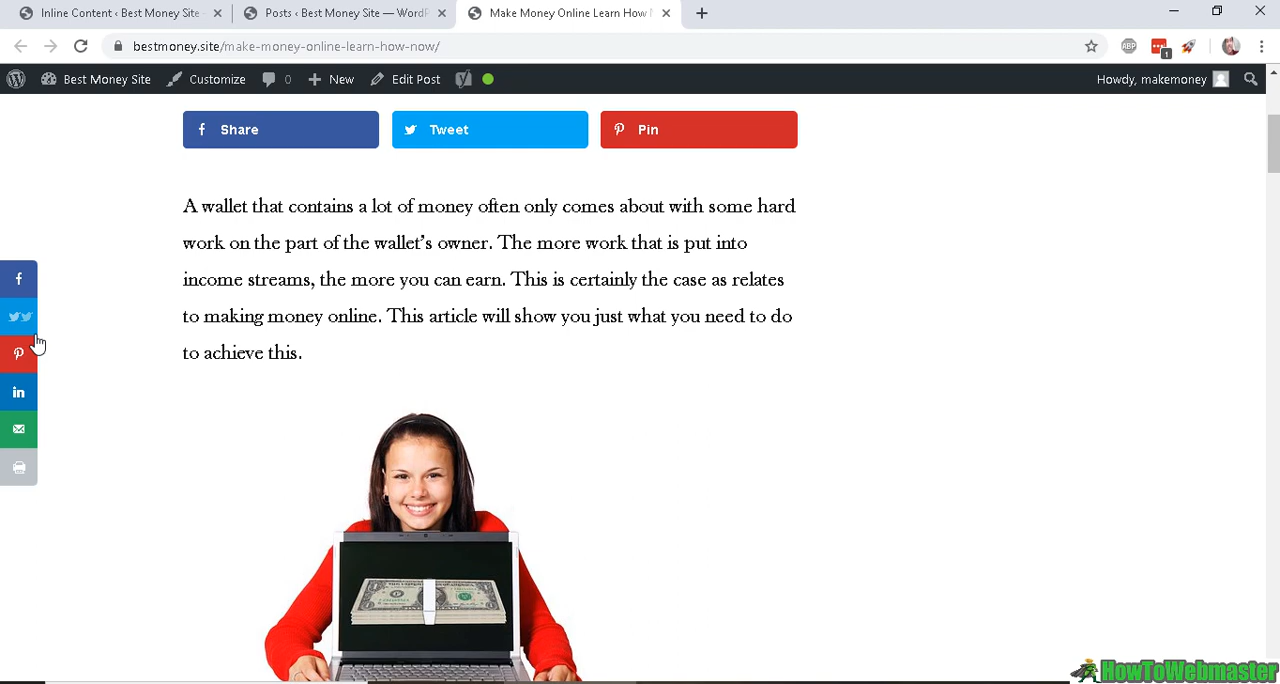 Inline Content ‹ Best Money Site -
Posts ‹ Best Money Site — WordP
Make Money Online Learn How N
bestmoney.site/make-money-online-learn-how-now/
ABP
1
Best Money Site
Customize
0
New
Edit Post
Howdy, makemoney
f Share
Tweet
Pin
A wallet that contains a lot of money often only comes about with some hard
work on the part of the wallet’s owner. The more work that is put into
income streams, the more you can earn. This is certainly the case as relates
to making money online. This article will show you just what you need to do
to achieve this.
f
in
HowToWebmaster